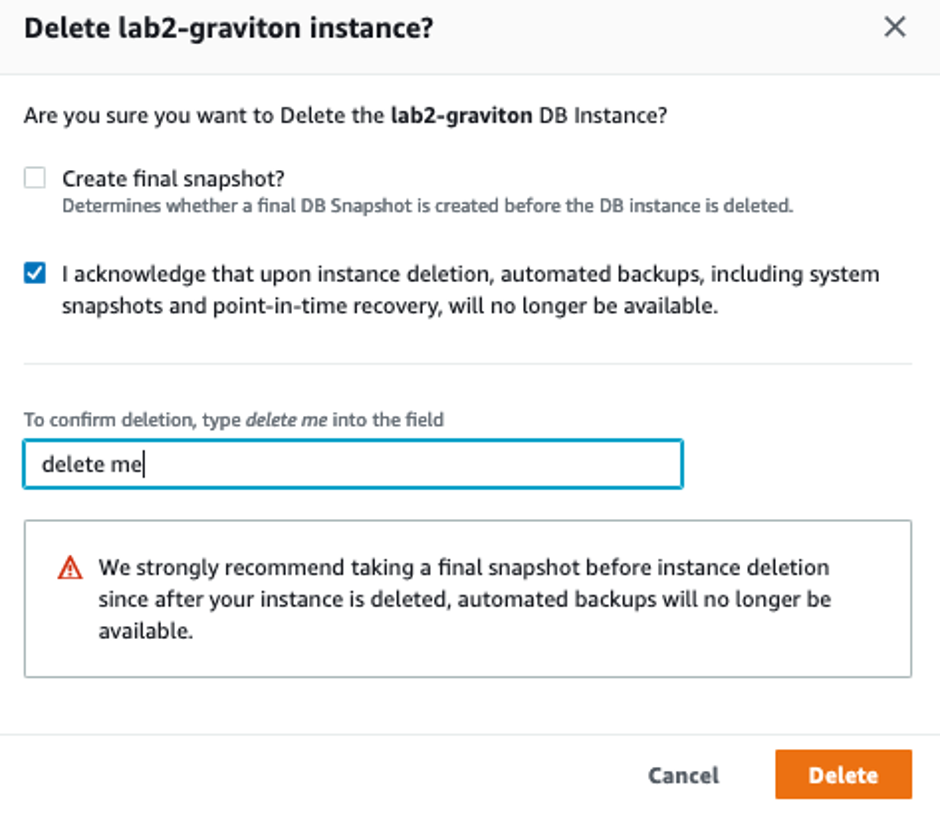 Delete lab2-graviton instance?
Are you sure you want to Delete the lab2-graviton DB Instance?
Create final snapshot?
Determines whether a final DB Snapshot is created before the DB instance is deleted.
I acknowledge that upon instance deletion, automated backups, including system
snapshots and point-in-time recovery, will no longer be available.
To confirm deletion, type delete me into the field
delete me
We strongly recommend taking a final snapshot before instance deletion
since after your instance is deleted, automated backups will no longer be
available.
Cancel
Delete